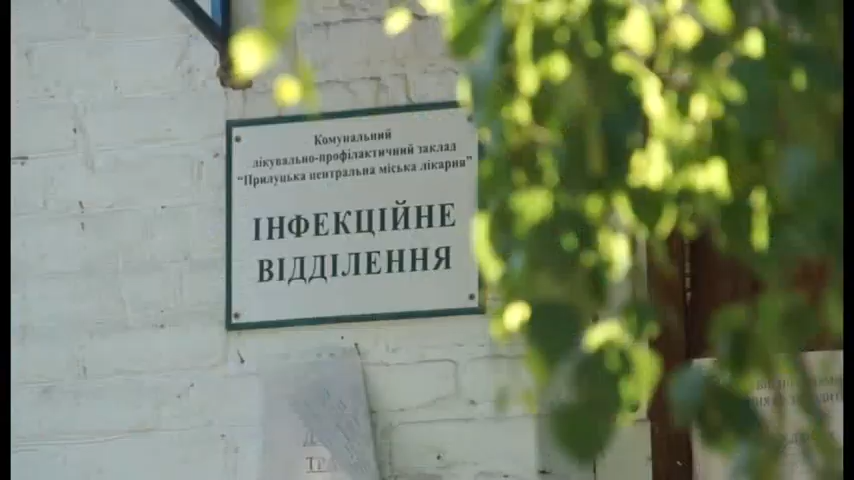 Комунальний
лікувально-профілактичний заклад
“Прилуцька центральна міська лікарня”
ІНФЕКЦІЙНЕ
ВІДДІЛЕННЯ